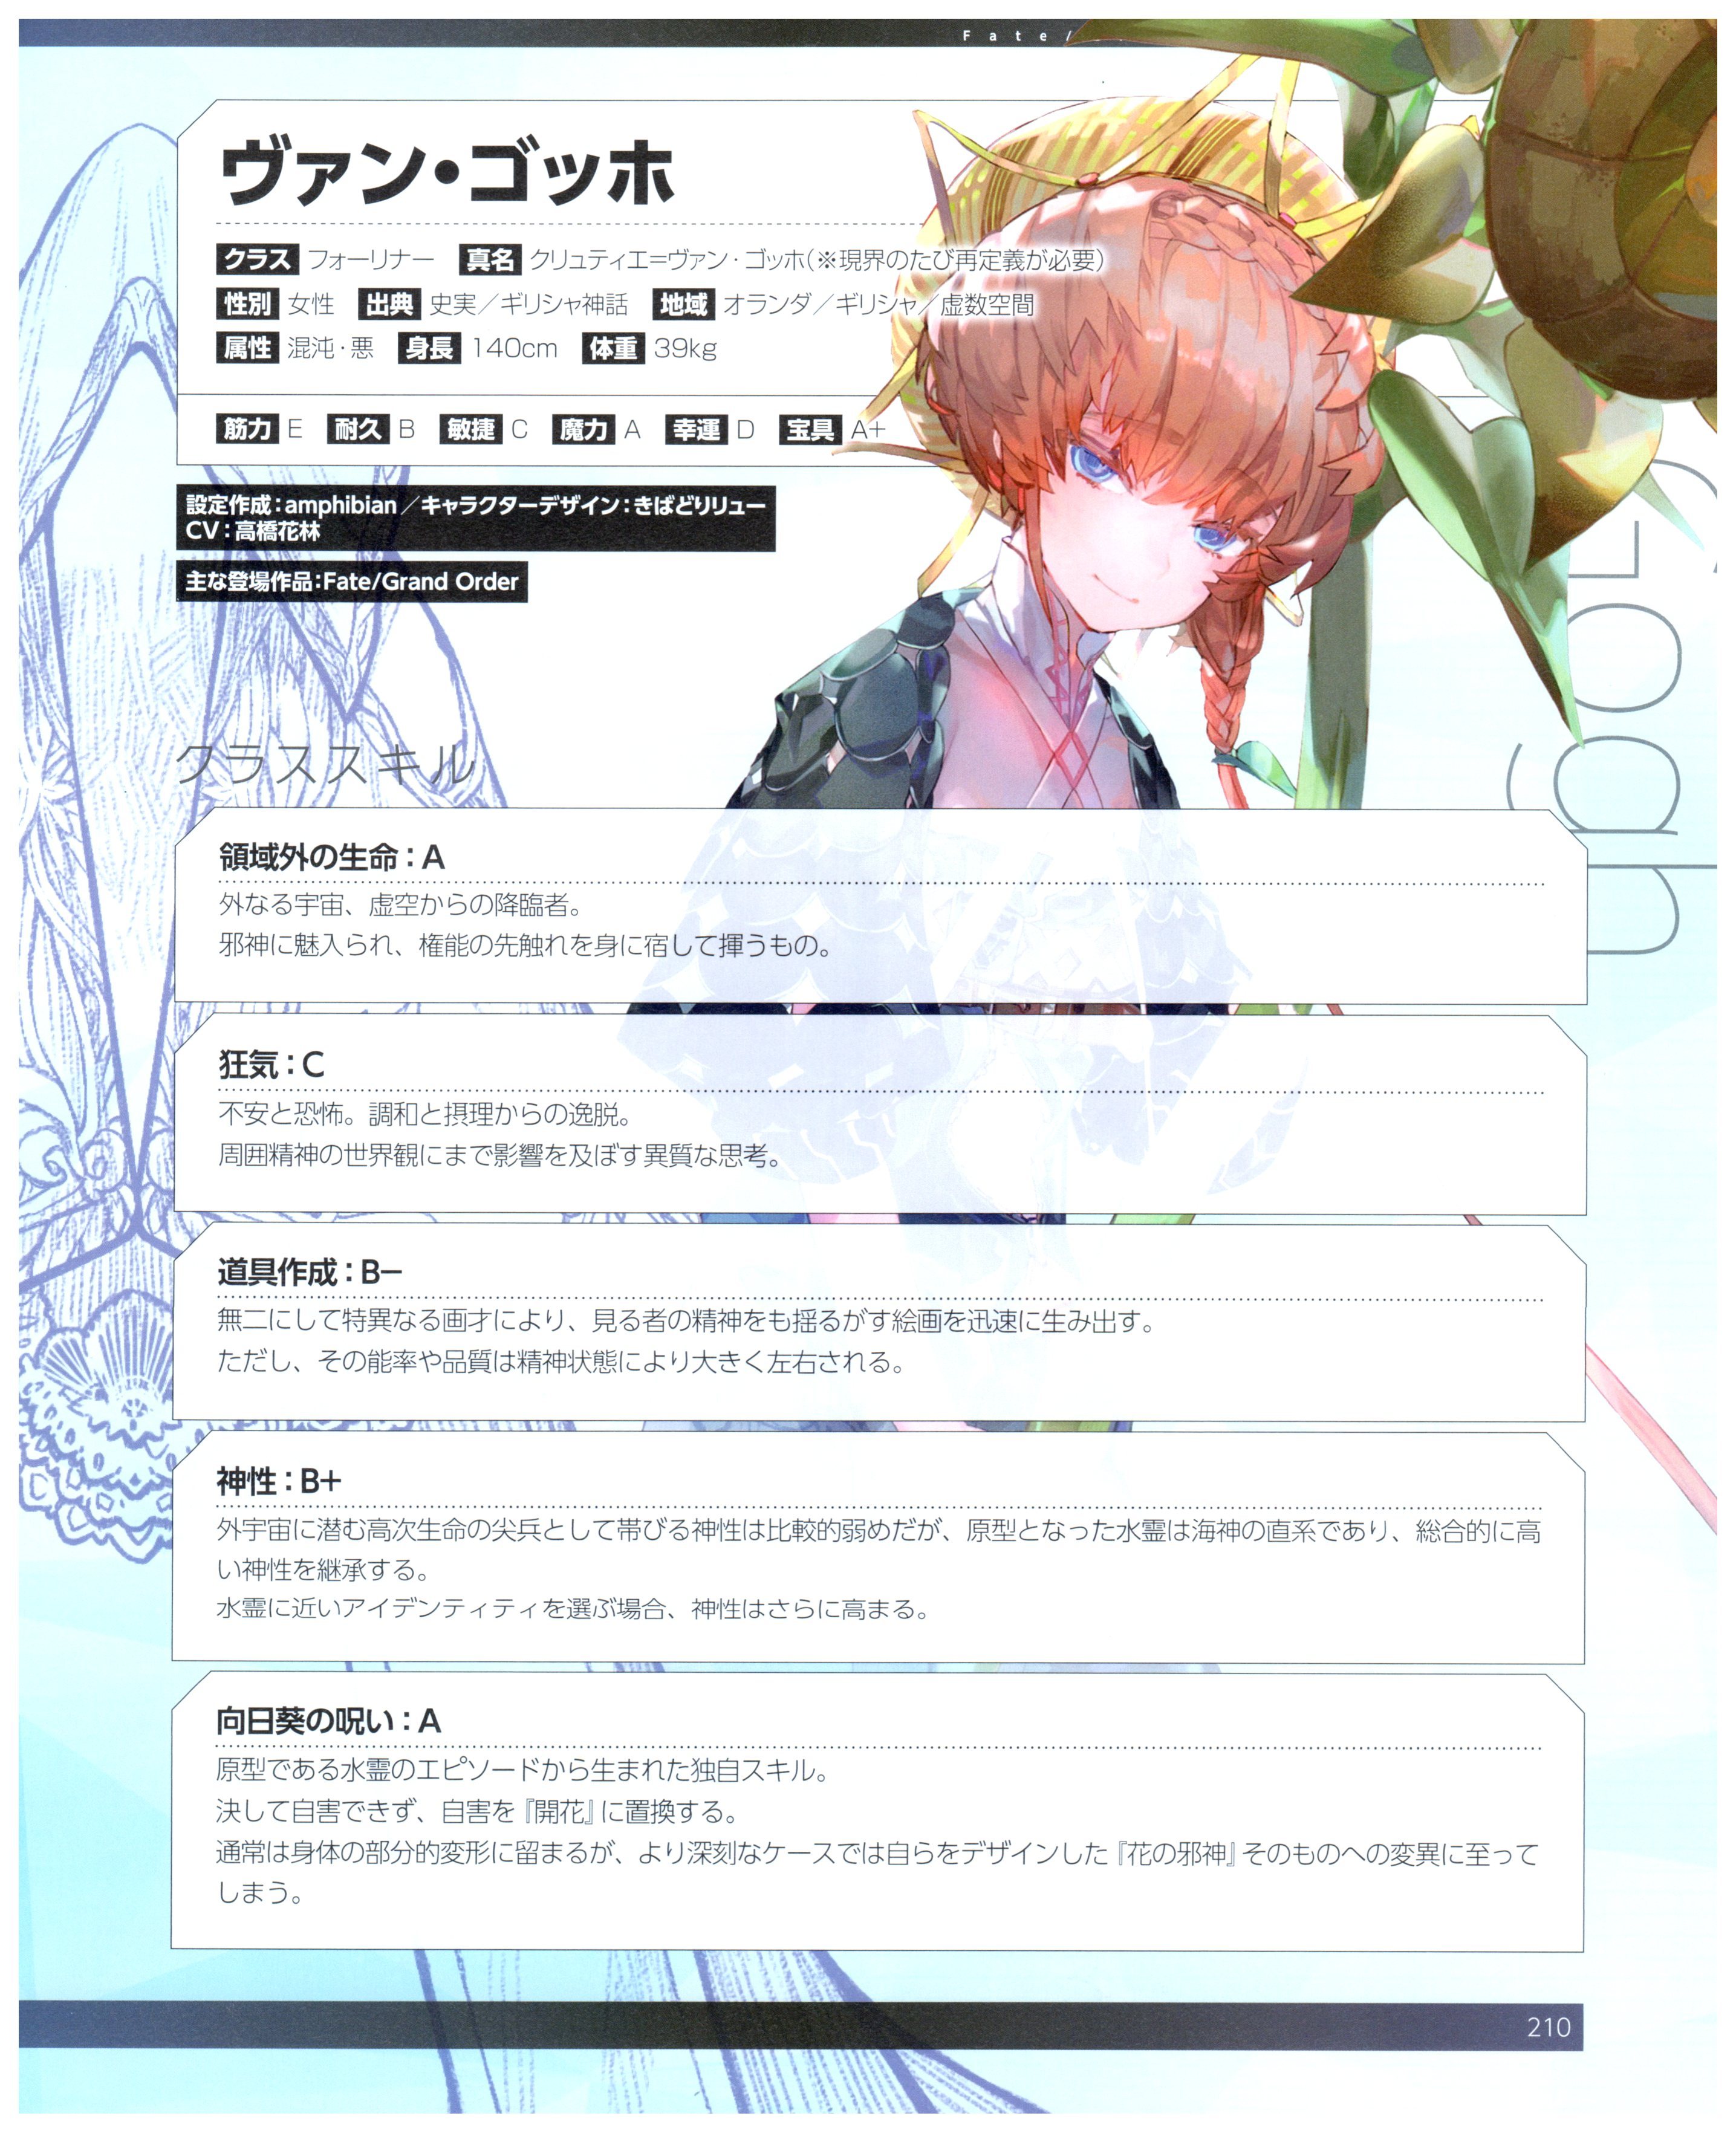 Fate/
ヴァン・ゴッホ
クラス フォーリナー 真名 クリュティエ=ヴァン・ゴッホ(※現界のたび再定義が必要)
性別 女性 出典 史実／ギリシャ神話 地域 オランダ／ギリシャ／虚数空間
属性 混沌・悪 身長 140cm 体重 39kg
筋力 E 耐久 B 敏捷 C 魔力 A 幸運 D 宝具 A+
設定作成：amphibian／キャラクターデザイン：きばどりリュー
CV：高橋花林
主な登場作品：Fate/Grand Order
クラススキル
領域外の生命：A
外なる宇宙、虚空からの降臨者。
邪神に魅入られ、権能の先触れを身に宿して揮うもの。
狂気：C
不安と恐怖。調和と摂理からの逸脱。
周囲精神の世界観にまで影響を及ぼす異質な思考。
道具作成：B−
無二にして特異なる画才により、見る者の精神をも揺るがす絵画を迅速に生み出す。
ただし、その能率や品質は精神状態により大きく左右される。
神性：B+
外宇宙に潜む高次生命の尖兵として帯びる神性は比較的弱めだが、原型となった水霊は海神の直系であり、総合的に高
い神性を継承する。
水霊に近いアイデンティティを選ぶ場合、神性はさらに高まる。
向日葵の呪い：A
原型である水霊のエピソードから生まれた独自スキル。
決して自害できず、自害を『開花』に置換する。
通常は身体の部分的変形に留まるが、より深刻なケースでは自らをデザインした『花の邪神』そのものへの変異に至って
しまう。
210